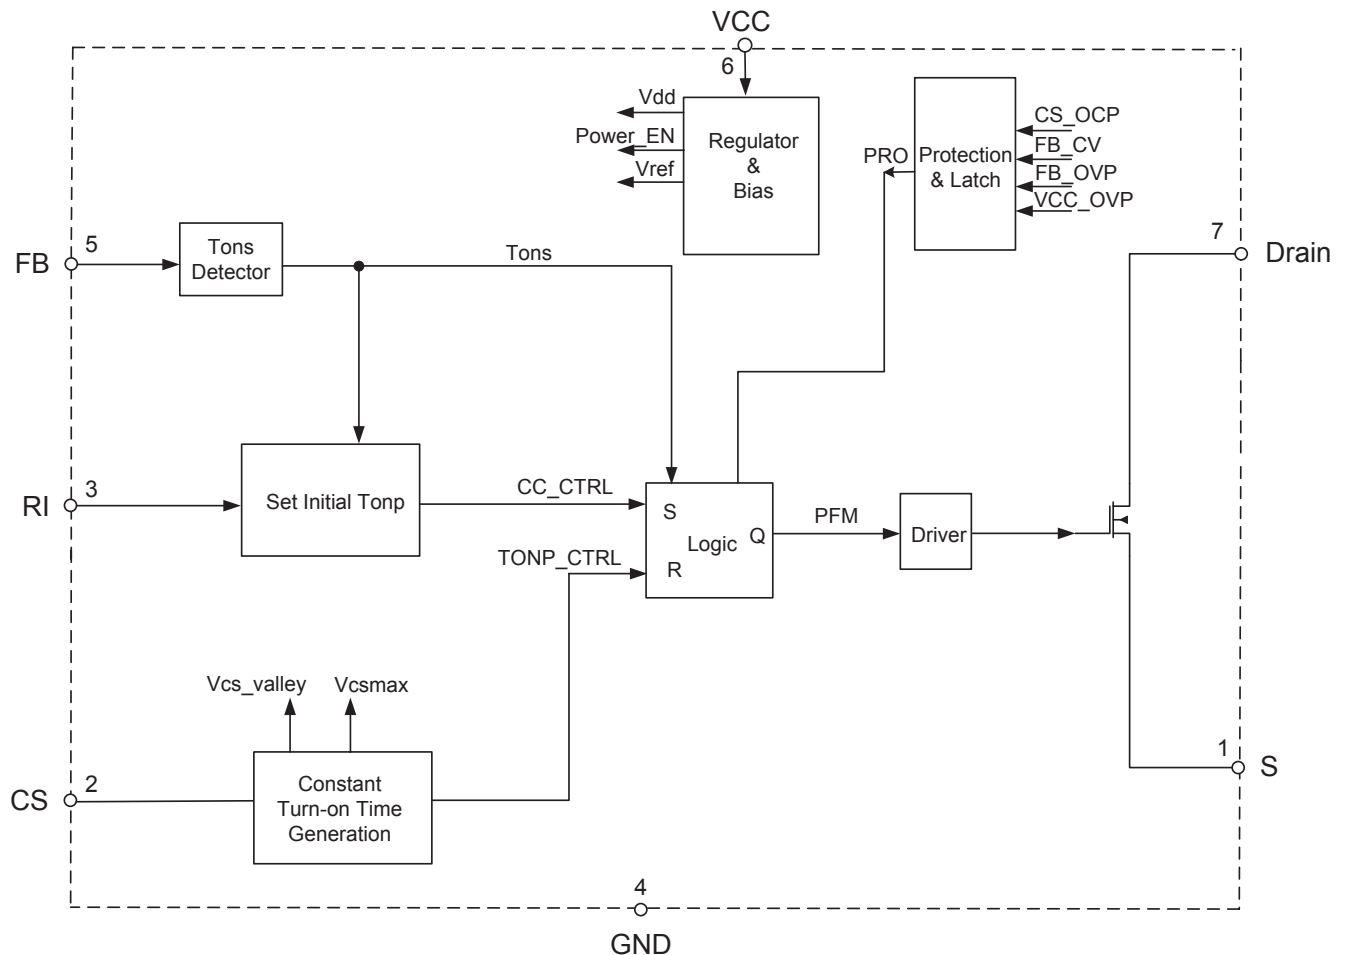 VCC
6
Vdd
Power_EN
Vref
Regulator
&
Bias
PRO
Protection
& Latch
CS_OCP
FB_CV
FB_OVP
VCC_OVP
FB
5
Tons
Detector
Tons
7
Drain
RI
3
Set Initial Tonp
CC_CTRL
TONP_CTRL
S
R
Logic
Q
PFM
Driver
Vcs_valley
Vcsmax
CS
2
Constant
Turn-on Time
Generation
1
S
4
GND